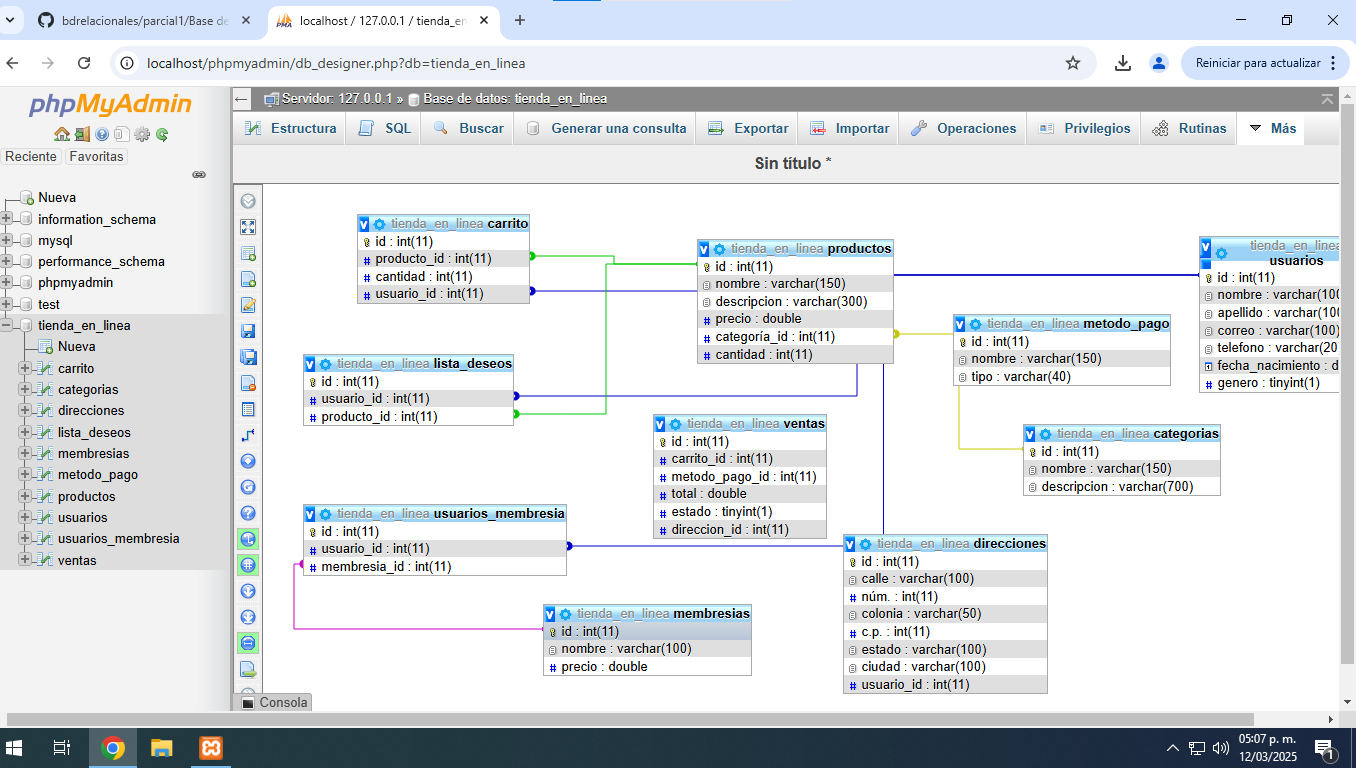 bdrelacionales/parcial1/Base de
localhost / 127.0.0.1 / tienda_en
localhost/phpmyadmin/db_designer.php?db=tienda_en_linea
Reiniciar para actualizar
phpMyAdmin
Reciente
Favoritas
Nueva
information_schema
mysql
performance_schema
phpmyadmin
test
tienda_en_linea
Nueva
carrito
categorias
direcciones
lista_deseos
membresias
metodo_pago
productos
usuarios
usuarios_membresia
ventas
Servidor: 127.0.0.1 » Base de datos: tienda_en_linea
Estructura
SQL
Buscar
Generar una consulta
Exportar
Importar
Operaciones
Privilegios
Rutinas
Más
Sin título *
tienda_en_linea carrito
id : int(11)
producto_id : int(11)
cantidad : int(11)
usuario_id : int(11)
tienda_en_linea productos
id : int(11)
nombre : varchar(150)
descripcion : varchar(300)
precio : double
categoría_id : int(11)
cantidad : int(11)
tienda_en_linea
usuarios
id : int(11)
nombre : varchar(100
apellido : varchar(100
correo : varchar(100)
telefono : varchar(20
fecha_nacimiento : d
genero : tinyint(1)
tienda_en_linea metodo_pago
id : int(11)
nombre : varchar(150)
tipo : varchar(40)
tienda_en_linea lista_deseos
id : int(11)
usuario_id : int(11)
producto_id : int(11)
tienda_en_linea ventas
id : int(11)
carrito_id : int(11)
metodo_pago_id : int(11)
total : double
estado : tinyint(1)
direccion_id : int(11)
tienda_en_linea categorias
id : int(11)
nombre : varchar(150)
descripcion : varchar(700)
tienda_en_linea usuarios_membresia
id : int(11)
usuario_id : int(11)
membresia_id : int(11)
tienda_en_linea direcciones
id : int(11)
calle : varchar(100)
núm. : int(11)
colonia : varchar(50)
c.p. : int(11)
estado : varchar(100)
ciudad : varchar(100)
usuario_id : int(11)
tienda_en_linea membresias
id : int(11)
nombre : varchar(100)
precio : double
Consola
05:07 p. m.
12/03/2025
1